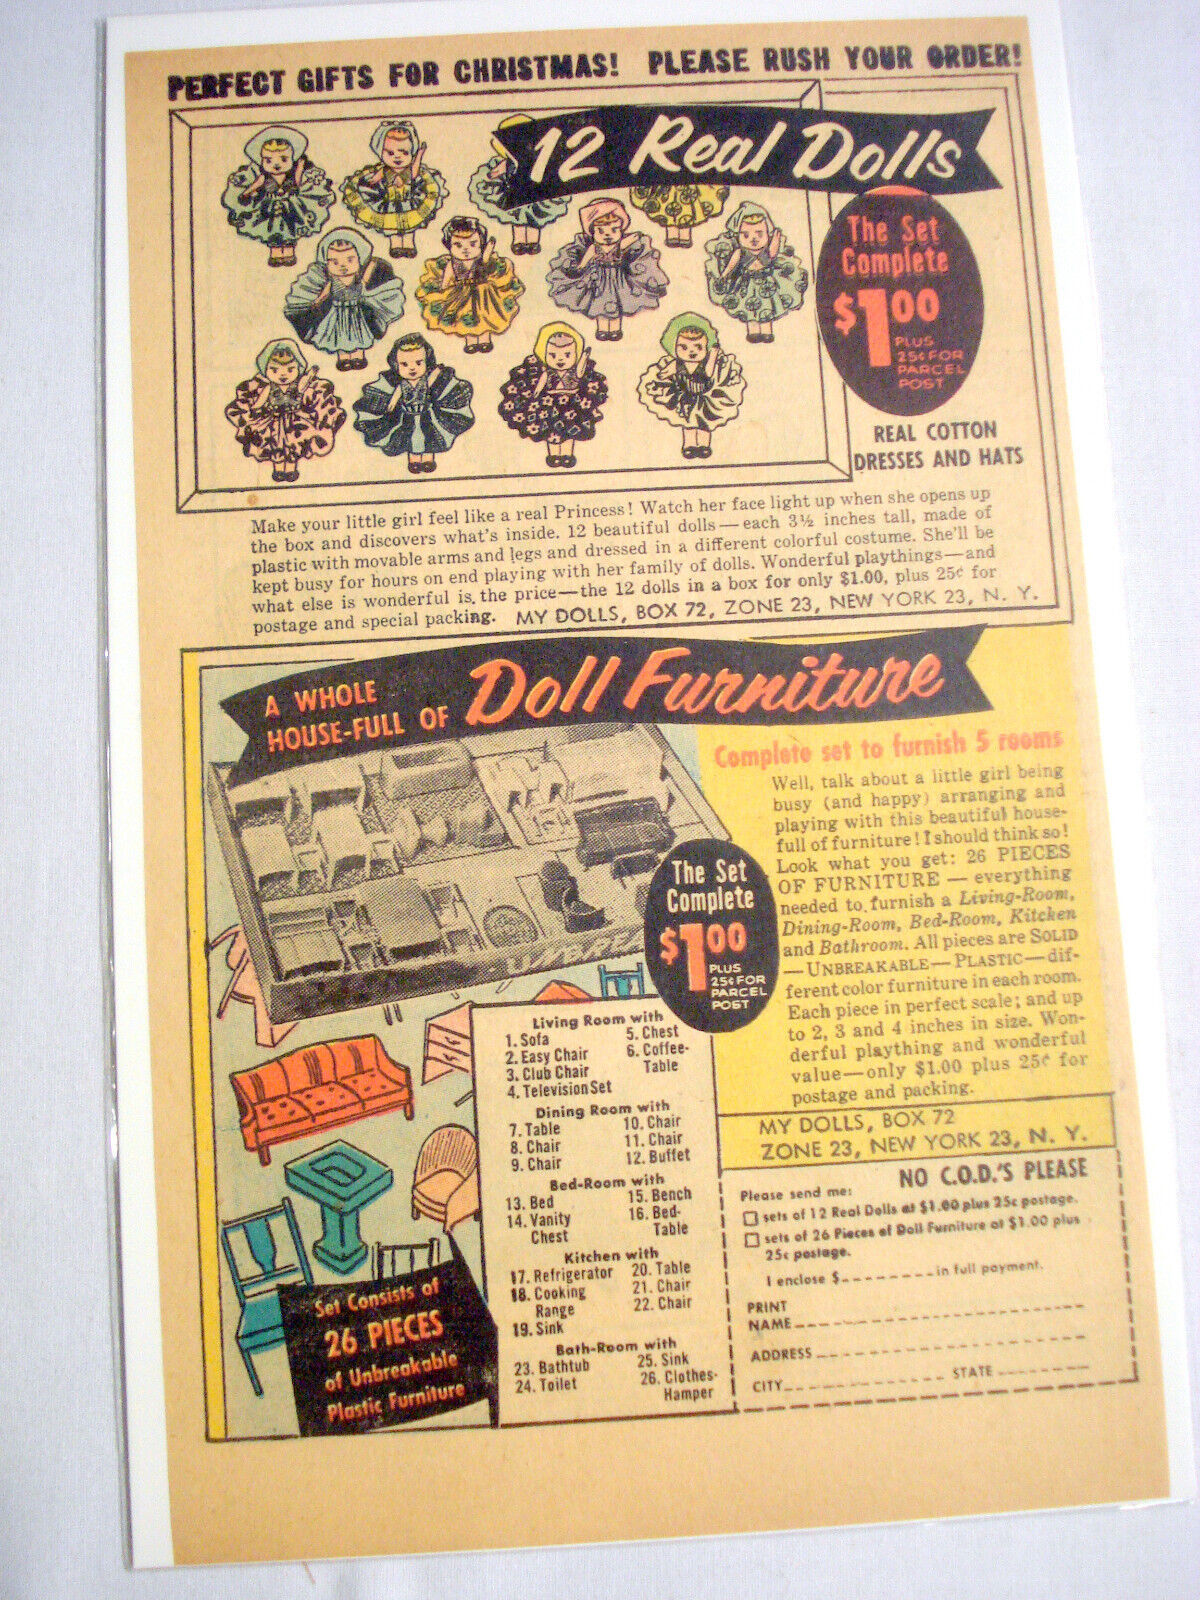 PERFECT GIFTS FOR CHRISTMAS! PLEASE RUSH YOUR ORDER!
12 Real Dolls
The Set
Complete
$1.00
PLUS
25¢ FOR
PARCEL
POST
REAL COTTON
DRESSES AND HATS
Make your little girl feel like a real Princess! Watch her face light up when she opens up
the box and discovers what's inside. 12 beautiful dolls — each 3½ inches tall, made of
plastic with movable arms and legs and dressed in a different colorful costume. She'll be
kept busy for hours on end playing with her family of dolls. Wonderful playthings — and
what else is wonderful is the price — the 12 dolls in a box for only $1.00, plus 25¢ for
postage and special packing. MY DOLLS, BOX 72, ZONE 23, NEW YORK 23, N. Y.
A WHOLE
HOUSE-FULL OF Doll Furniture
Complete set to furnish 5 rooms
Well, talk about a little girl being
busy (and happy) arranging and
playing with this beautiful house-
full of furniture! I should think so!
Look what you get: 26 PIECES
OF FURNITURE — everything
needed to furnish a Living-Room,
Dining-Room, Bed-Room, Kitchen
and Bathroom. All pieces are SOLID
— UNBREAKABLE — PLASTIC — dif-
ferent color furniture in each room.
Each piece in perfect scale; and up
to 2, 3 and 4 inches in size. Won-
derful plaything and wonderful
value — only $1.00 plus 25¢ for
postage and packing.
The Set
Complete
$1.00
PLUS
25¢ FOR
PARCEL
POST
Living Room with
1. Sofa
2. Easy Chair
3. Club Chair
4. Television Set
5. Chest
6. Coffee-
Table
Dining Room with
7. Table
8. Chair
9. Chair
10. Chair
11. Chair
12. Buffet
Bed-Room with
13. Bed
14. Vanity
Chest
15. Bench
16. Bed-
Table
Kitchen with
17. Refrigerator
18. Cooking
Range
19. Sink
20. Table
21. Chair
22. Chair
Bath-Room with
23. Bathtub
24. Toilet
25. Sink
26. Clothes-
Hamper
Set Consists of
26 PIECES
of Unbreakable
Plastic Furniture
MY DOLLS, BOX 72
ZONE 23, NEW YORK 23, N. Y.
NO C.O.D.'S PLEASE
Please send me:
sets of 12 Real Dolls at $1.00 plus 25¢ postage.
sets of 26 Pieces of Doll Furniture at $1.00 plus
25¢ postage.
I enclose $ in full payment.
PRINT
NAME
ADDRESS
CITY STATE